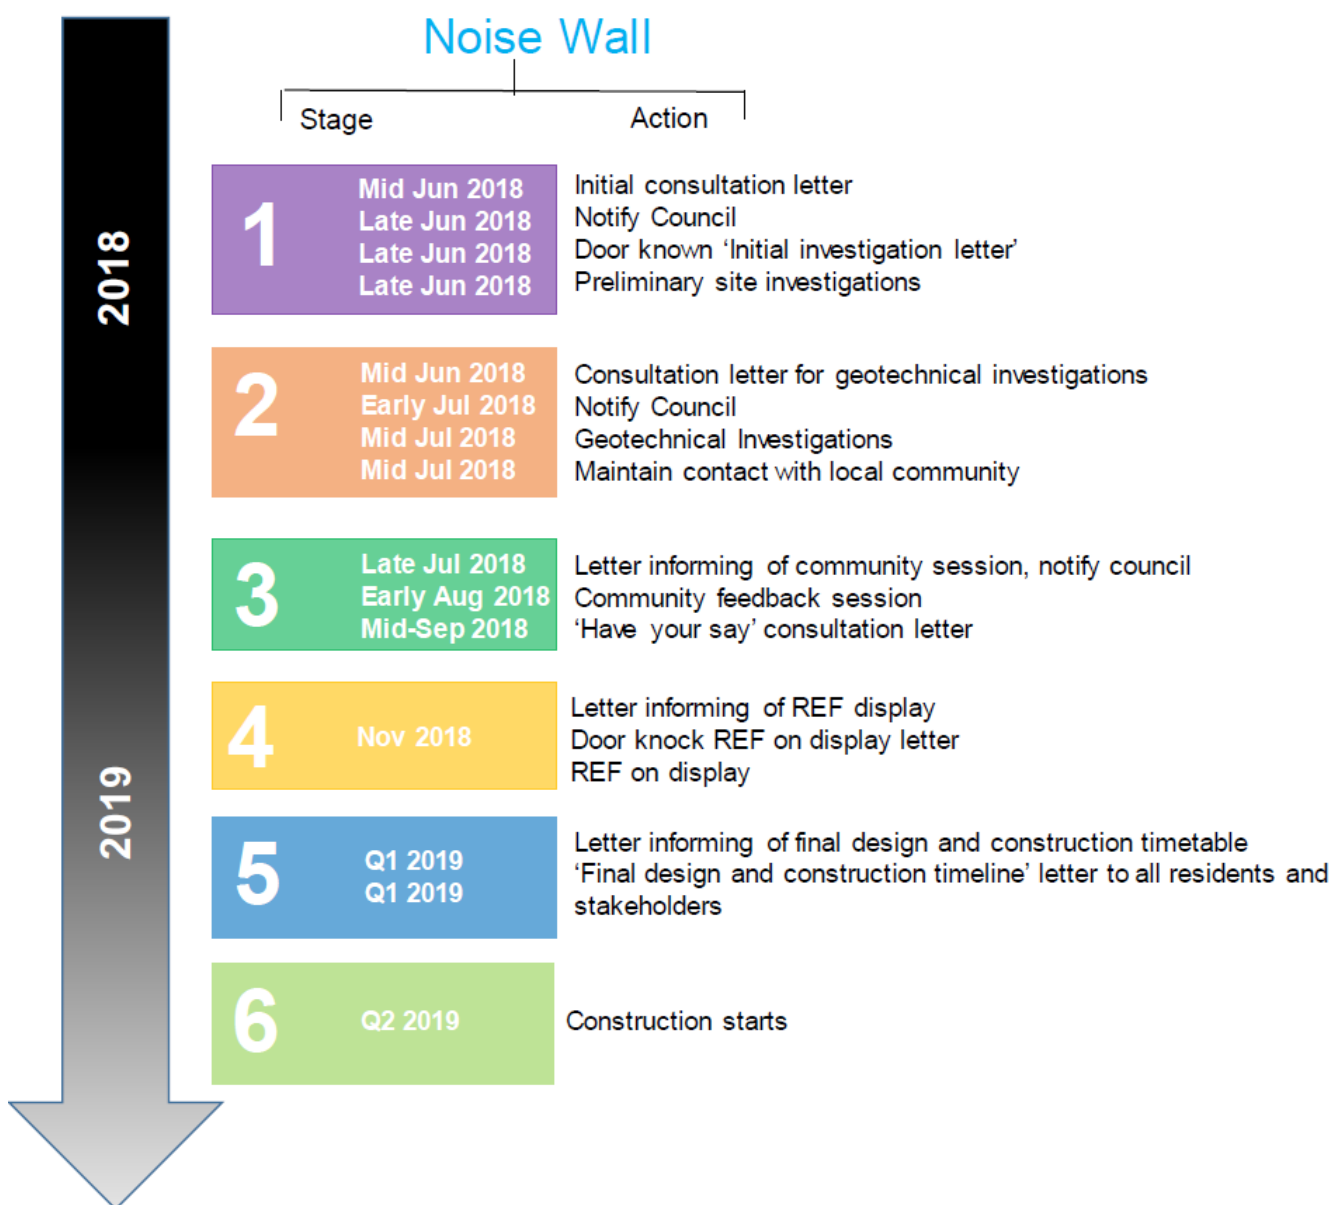 Noise Wall
Stage Action
2018
1
Mid Jun 2018 Initial consultation letter
Late Jun 2018 Notify Council
Late Jun 2018 Door known ‘Initial investigation letter’
Late Jun 2018 Preliminary site investigations
2
Mid Jun 2018 Consultation letter for geotechnical investigations
Early Jul 2018 Notify Council
Mid Jul 2018 Geotechnical Investigations
Mid Jul 2018 Maintain contact with local community
3
Late Jul 2018 Letter informing of community session, notify council
Early Aug 2018 Community feedback session
Mid-Sep 2018 ‘Have your say’ consultation letter
2019
4
Letter informing of REF display
Nov 2018 Door knock REF on display letter
REF on display
5
Letter informing of final design and construction timetable
Q1 2019 ‘Final design and construction timeline’ letter to all residents and
Q1 2019 stakeholders
6
Q2 2019 Construction starts